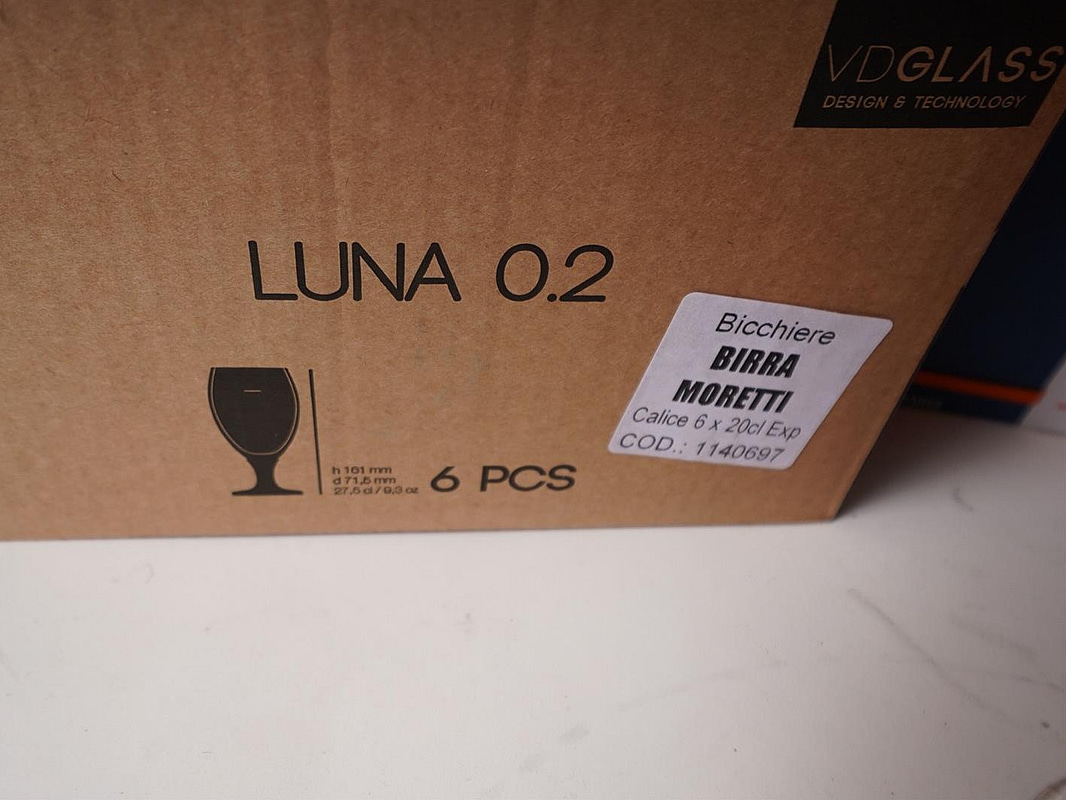 VDGLASS
DESIGN & TECHNOLOGY
LUNA 0.2
Bicchiere
BIRRA
MORETTI
Calice 6 x 20cl Exp
COD.: 1140697
h 161 mm
d 71,5 mm
27,5 cl / 9,3 oz
6 PCS